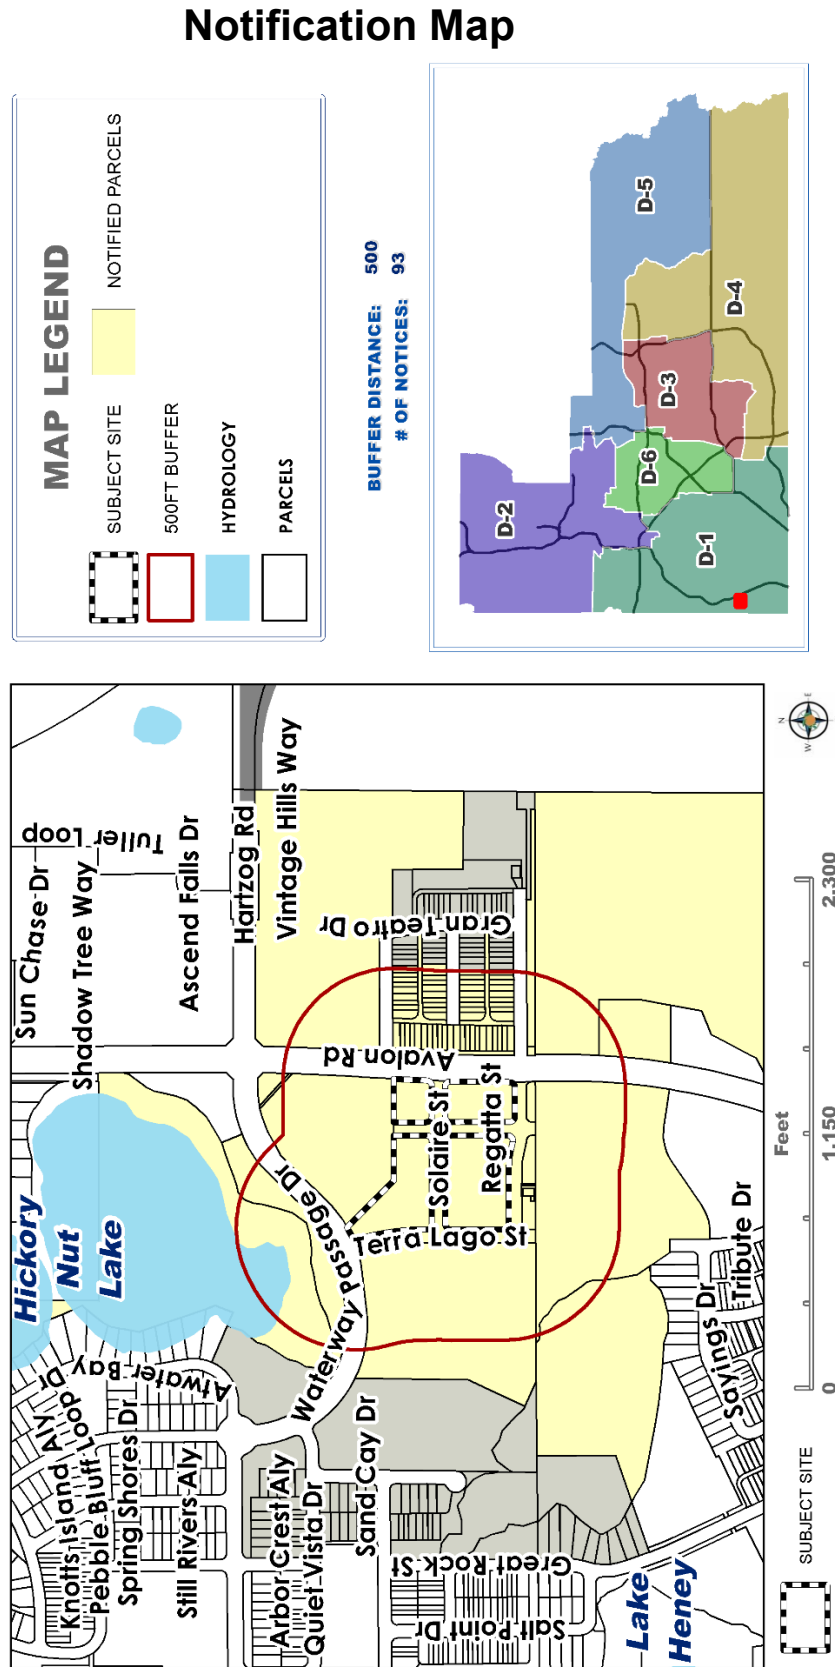 Notification Map
MAP LEGEND
SUBJECT SITE
NOTIFIED PARCELS
500FT BUFFER
HYDROLOGY
PARCELS
BUFFER DISTANCE: 500
# OF NOTICES: 93
D-5
D-4
D-3
D-6
D-2
D-1
Sun Chase Dr
Shadow Tree Way
Tuller Loop
Ascend Falls Dr
Hartzog Rd
Vintage Hills Way
Gran Teatro Dr
Avalon Rd
Solaire St
Regatta St
Terra Lago St
Waterway Passage Dr
Hickory
Nut
Lake
Atwater Bay Dr
Knotts Island Aly
Pebble Bluff Loop
Spring Shores Dr
Still Rivers Aly
Arbor Crest Aly
Quiet Vista Dr
Sand Cay Dr
Great Rock St
Salt Point Dr
Lake
Heney
Sayings Dr
Tribute Dr
N
E
W
S
Feet
0 1,150 2,300
SUBJECT SITE